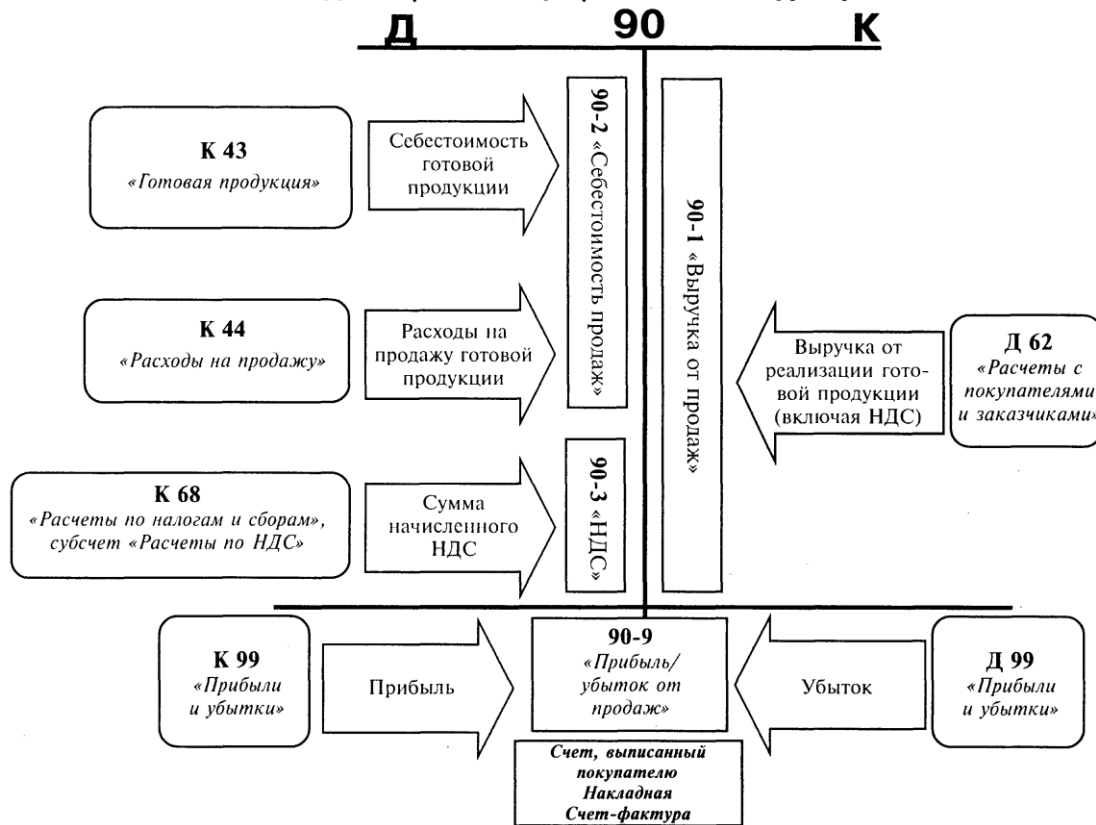 Д 90 К
К 43
«Готовая продукция»
Себестоимость
готовой
продукции
90-2 «Себестоимость продаж»
90-1 «Выручка от продаж»
К 44
«Расходы на продажу»
Расходы на
продажу готовой
продукции
Выручка от
реализации гото-
вой продукции
(включая НДС)
Д 62
«Расчеты с
покупателями
и заказчиками»
К 68
«Расчеты по налогам и сборам»,
субсчет «Расчеты по НДС»
Сумма
начисленного
НДС
90-3 «НДС»
К 99
«Прибыли
и убытки»
Прибыль
90-9
«Прибыль/
убыток от
продаж»
Убыток
Д 99
«Прибыли
и убытки»
Счет, выписанный
покупателю
Накладная
Счет-фактура